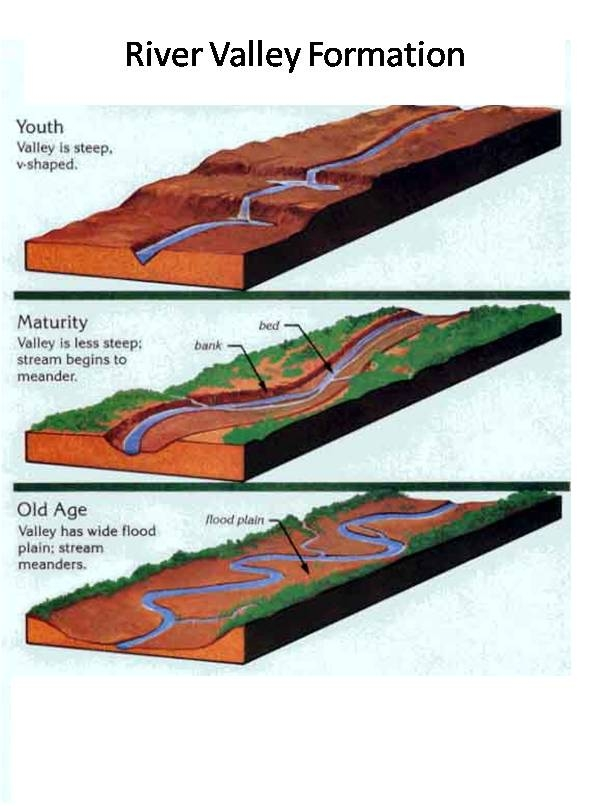 River Valley Formation
Youth
Valley is steep,
v-shaped.
Maturity
Valley is less steep;
stream begins to
meander.
bed
bank
Old Age
Valley has wide flood
plain; stream
meanders.
flood plain